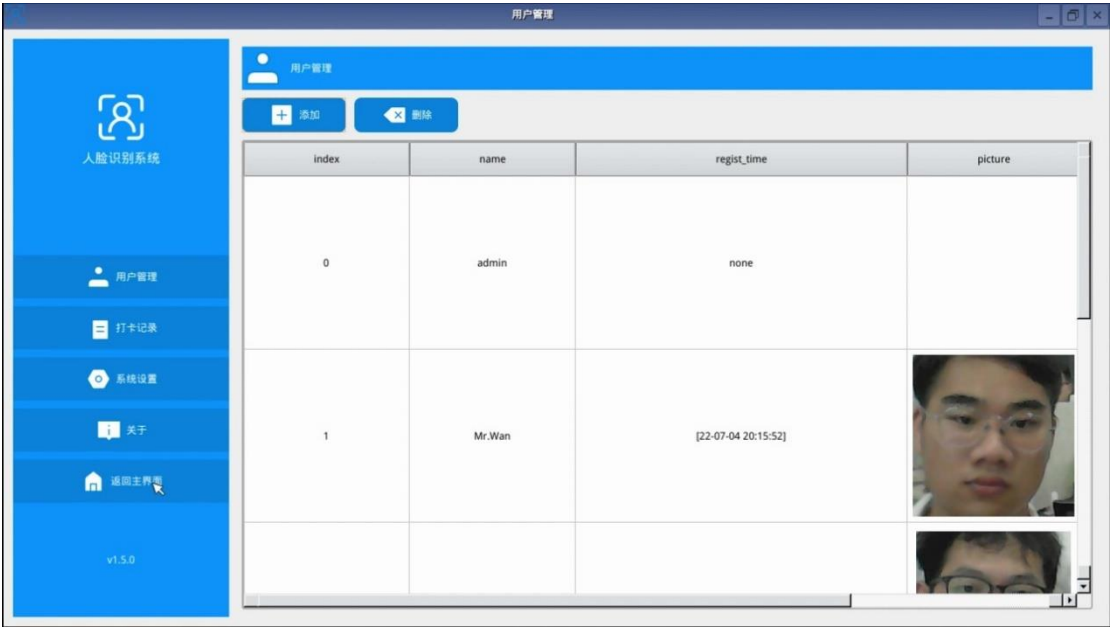 用户管理
人脸识别系统
用户管理
打卡记录
系统设置
关于
返回主界面
v1.5.0
用户管理
添加 删除
index name regist_time picture
0 admin none
1 Mr.Wan [22-07-04 20:15:52]